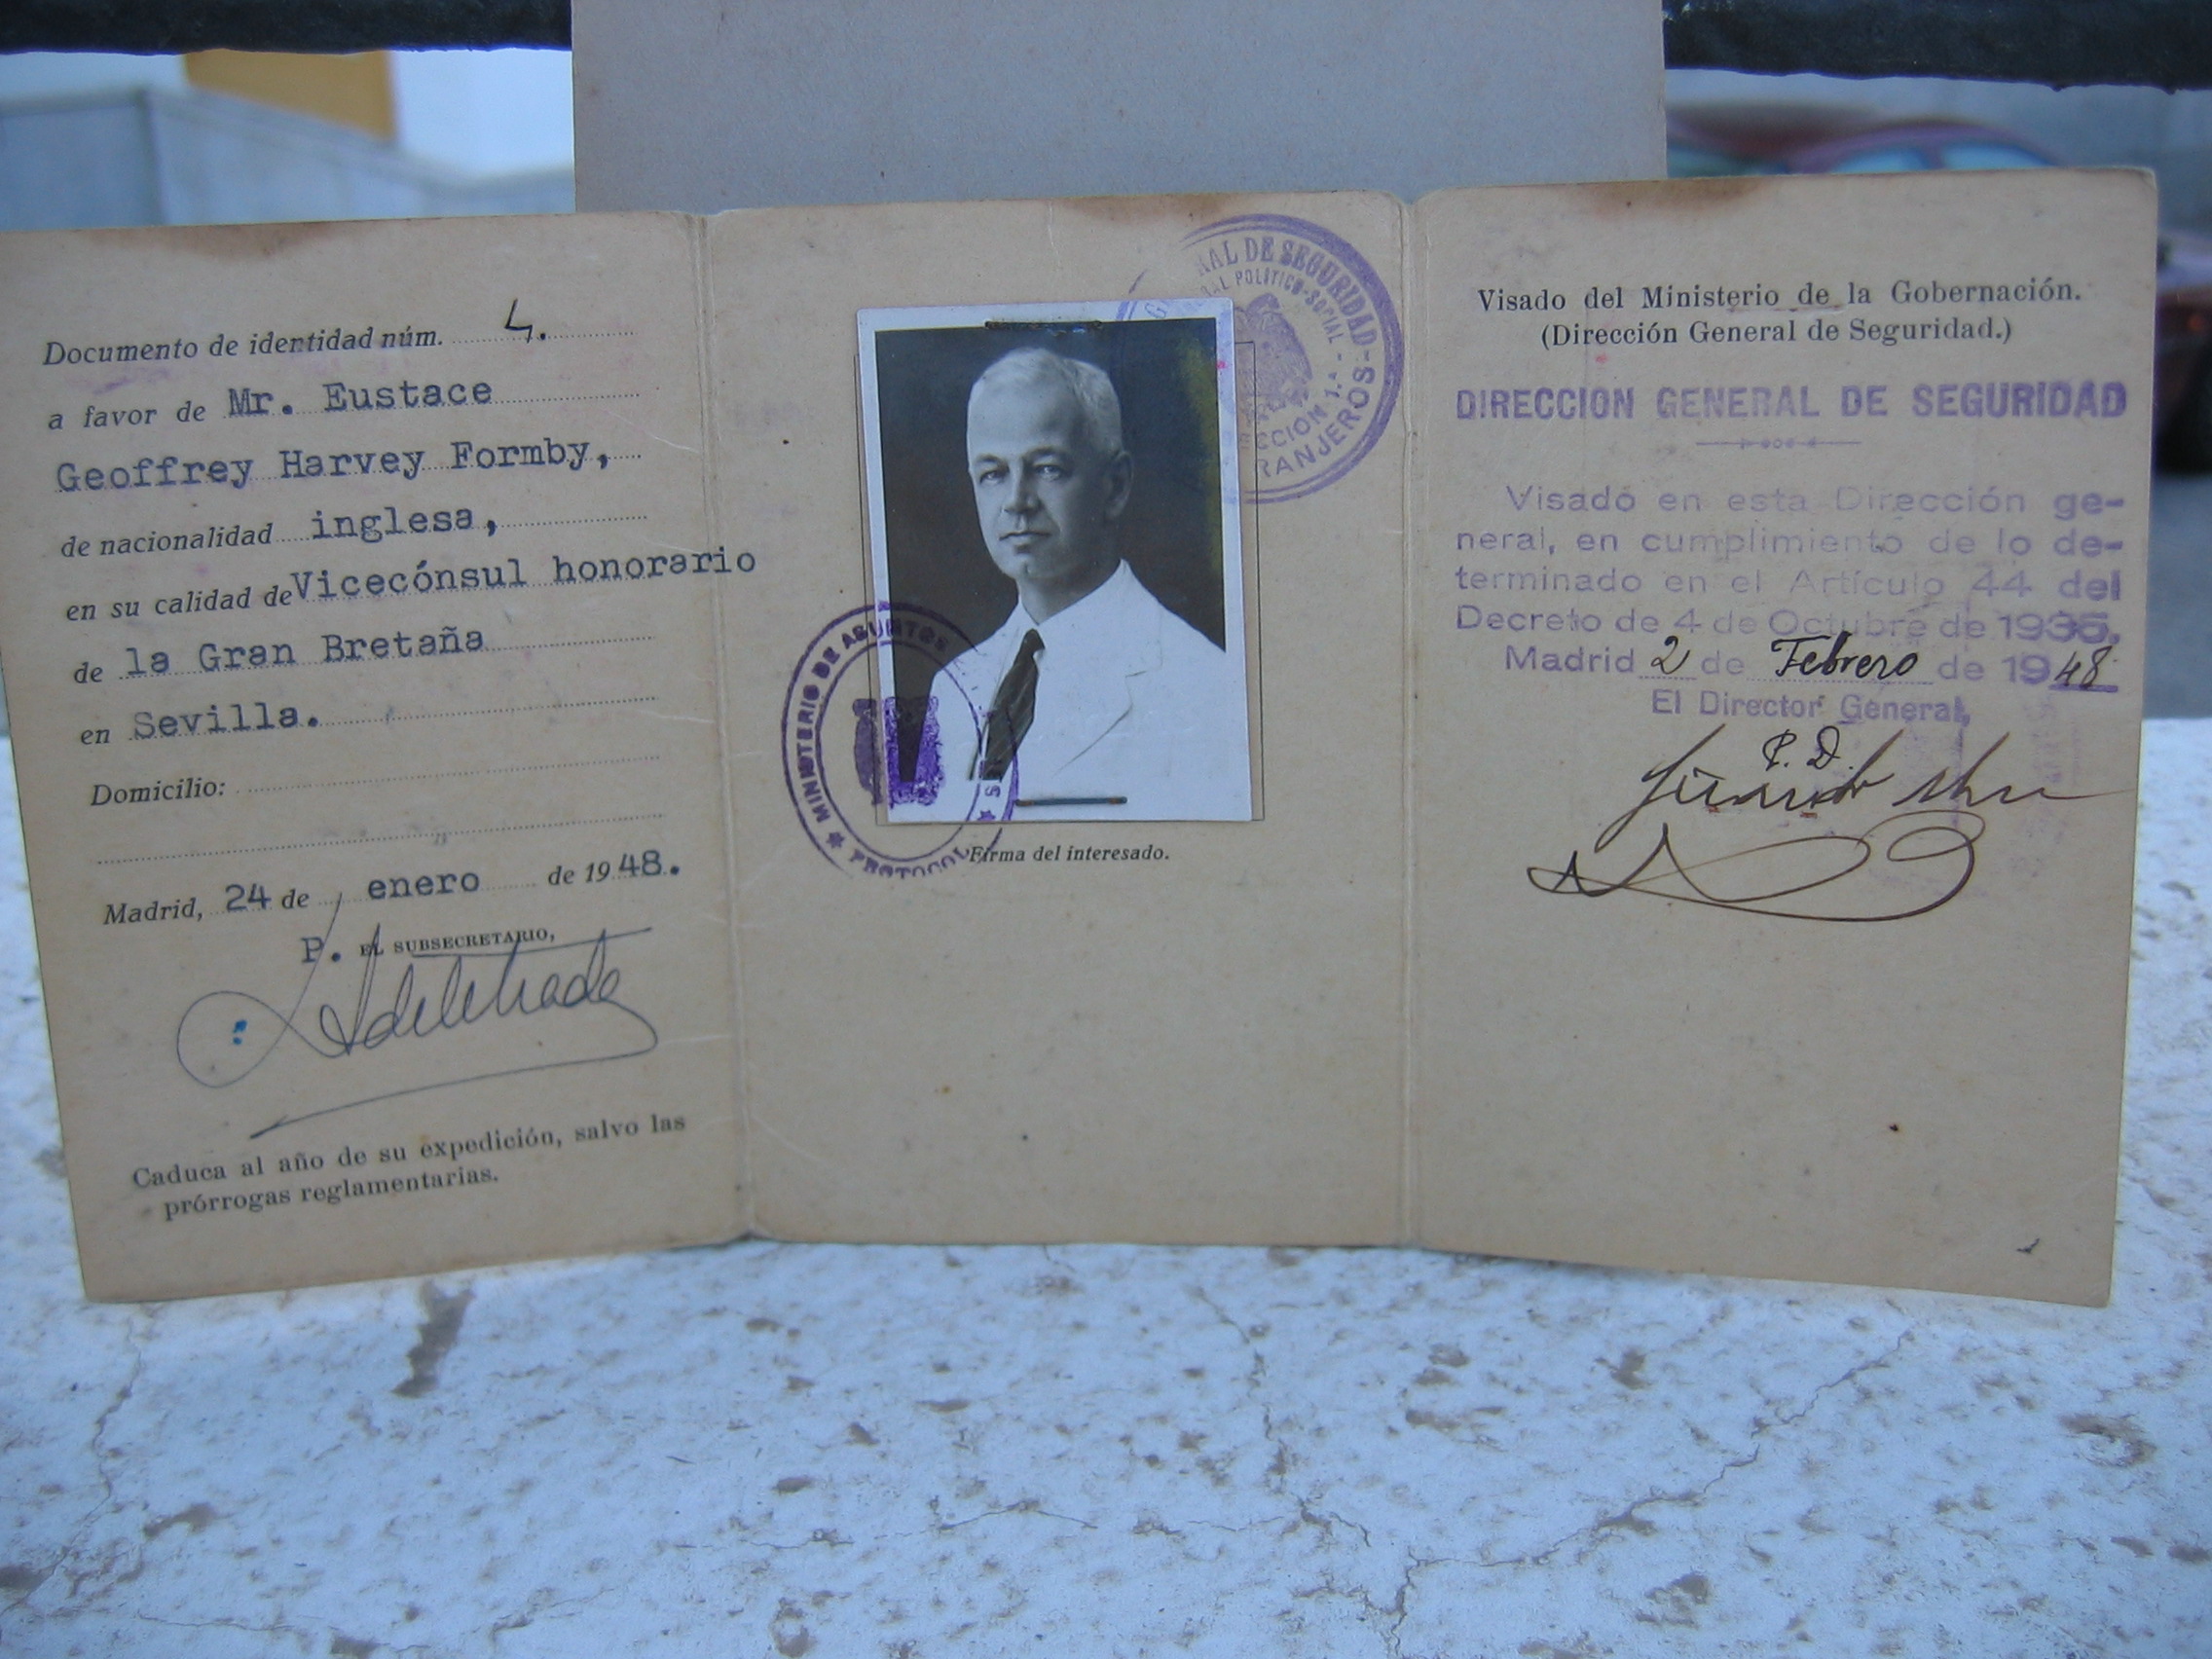 Documento de identidad núm. 4.
a favor de Mr. Eustace
Geoffrey Harvey Formby,
de nacionalidad inglesa,
en su calidad de Vicecónsul honorario
de la Gran Bretaña
en Sevilla.
Domicilio:
Madrid, 24 de enero de 1948.
P. EL SUBSECRETARIO,
Caduca al año de su expedición, salvo las
prórrogas reglamentarias.
RAL DE SEGURIDAD -
RAL POLITICO-SOCIAL -
CCION 1.ª
RANJEROS
MINISTERIO DE ASUNTOS
PROTOCOL
Firma del interesado.
Visado del Ministerio de la Gobernación.
(Dirección General de Seguridad.)
DIRECCION GENERAL DE SEGURIDAD
Visado en esta Dirección ge-
neral, en cumplimiento de lo de-
terminado en el Artículo 44 del
Decreto de 4 de Octubre de 1935.
Madrid 2 de Febrero de 1948
El Director General,
P. D.